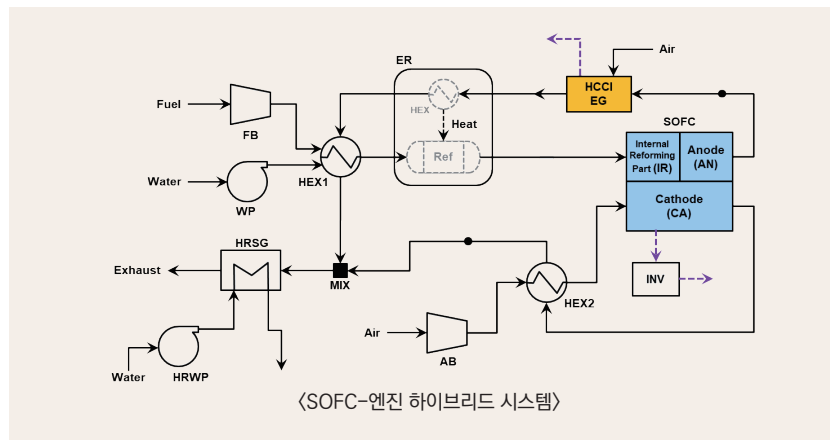 ER
Air
HCCI
EG
Fuel
HEX
FB
Heat
SOFC
Internal
Reforming
Part (IR)
Anode
(AN)
Ref
Water
HEX1
WP
Cathode
(CA)
HRSG
Exhaust
MIX
INV
HEX2
Air
AB
Water
HRWP
〈SOFC-엔진 하이브리드 시스템〉